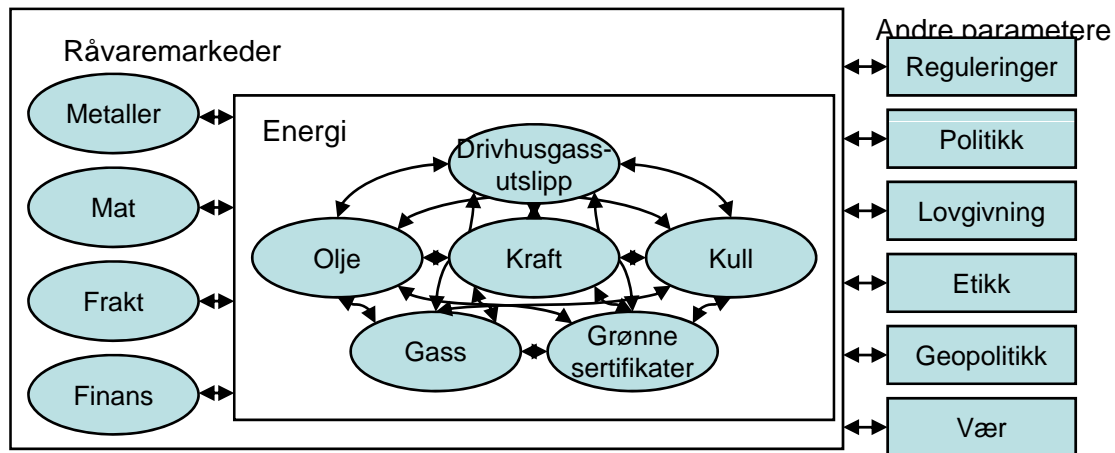 Råvaremarkeder
Metaller
Mat
Frakt
Finans
Energi
Drivhusgass-
utslipp
Olje
Kraft
Kull
Gass
Grønne
sertifikater
Andre parametere
Reguleringer
Politikk
Lovgivning
Etikk
Geopolitikk
Vær